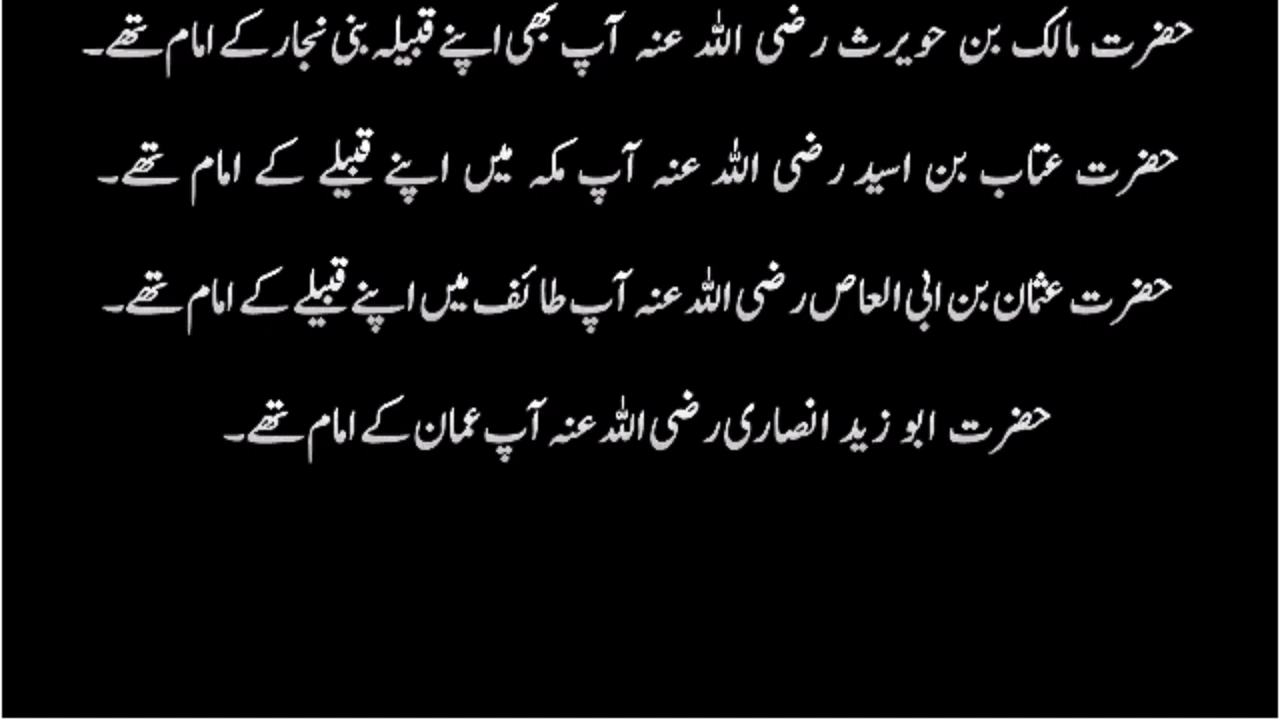 حضرت مالک بن حویرث رضی اللہ عنہ آپ بھی اپنے قبیلہ بنی نجار کے امام تھے۔
حضرت عتاب بن اسید رضی اللہ عنہ آپ مکہ میں اپنے قبیلے کے امام تھے۔
حضرت عثمان بن ابی العاص رضی اللہ عنہ آپ طائف میں اپنے قبیلے کے امام تھے۔
حضرت ابو زید انصاری رضی اللہ عنہ آپ عمان کے امام تھے۔